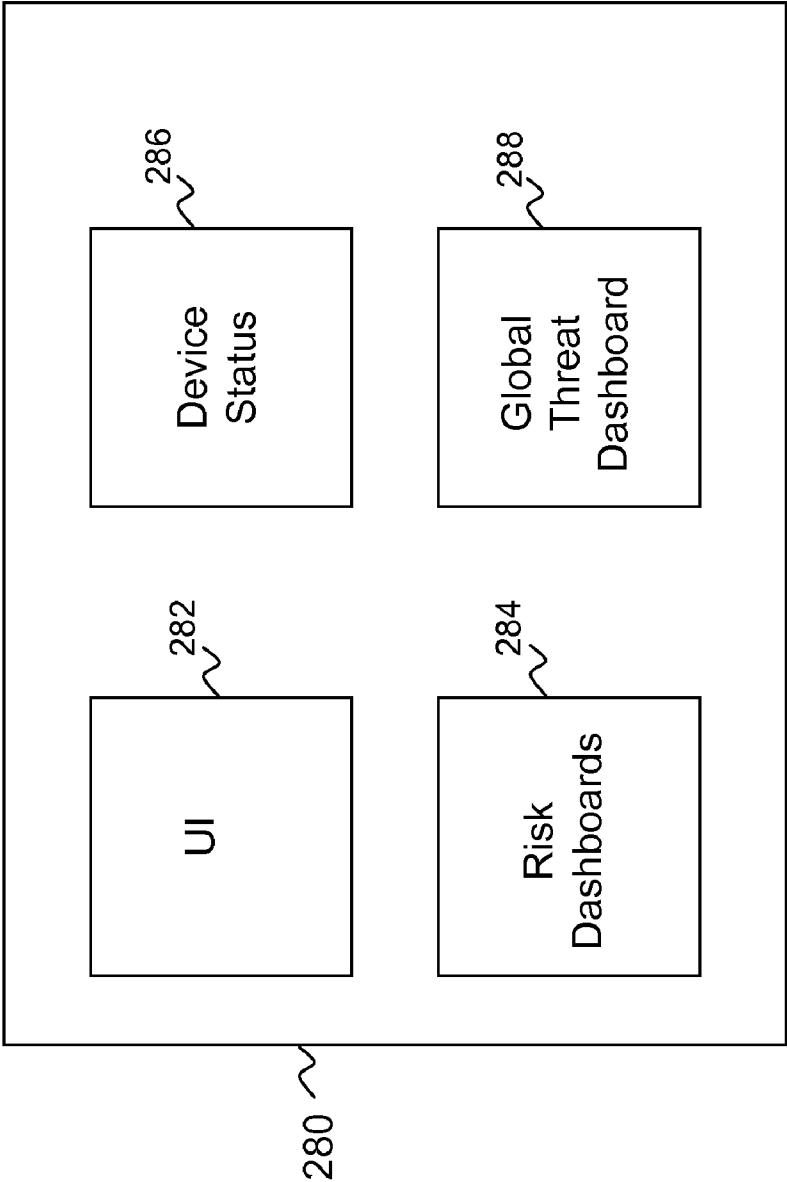 280
282
UI
286
Device
Status
284
Risk
Dashboards
288
Global
Threat
Dashboard